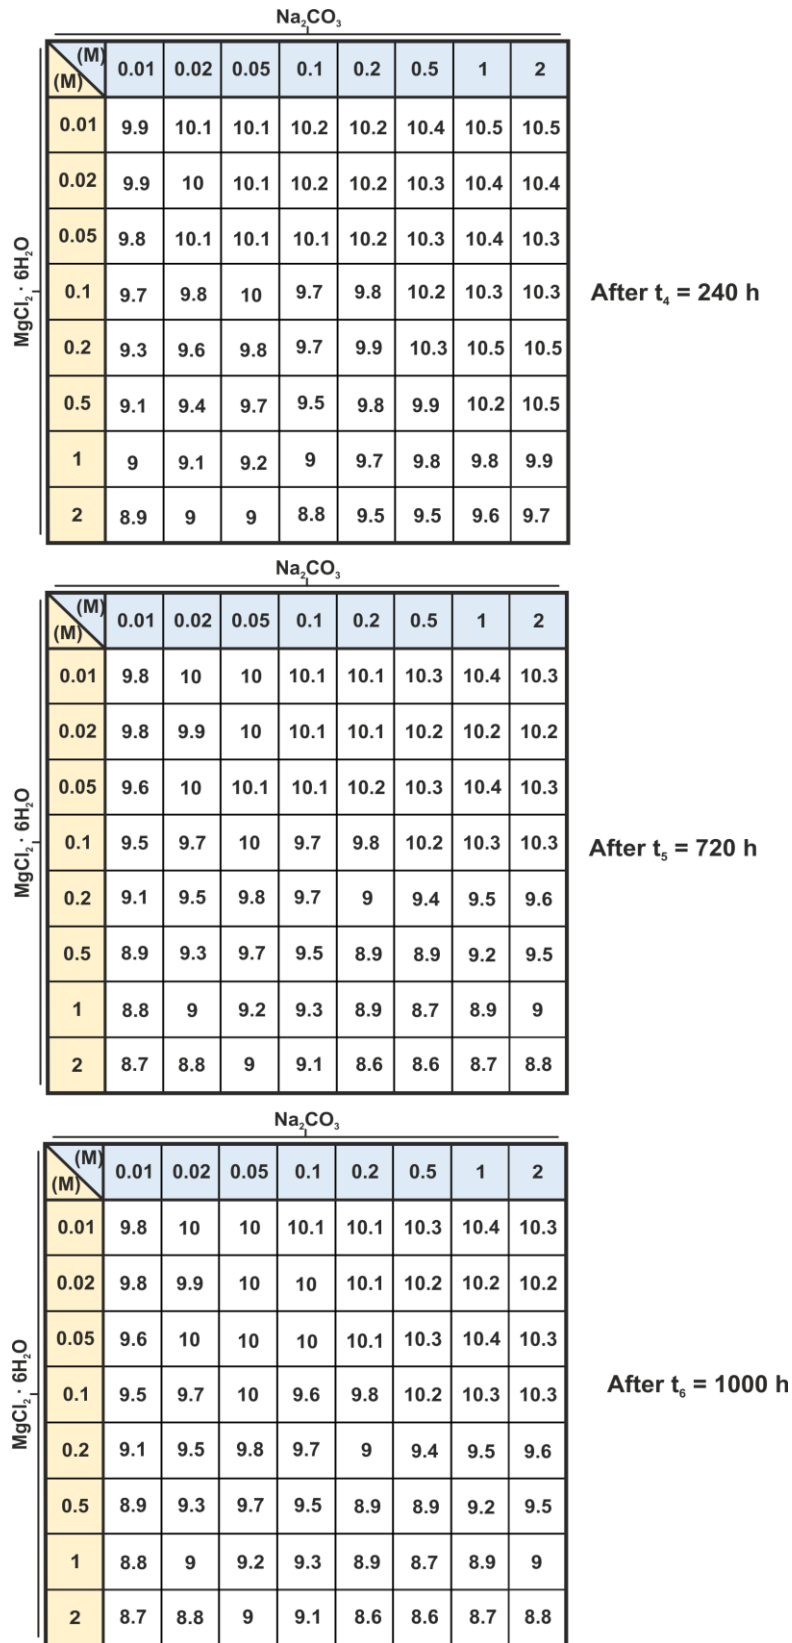 Na₂CO₃
(M) (M) 0.01 0.02 0.05 0.1 0.2 0.5 1 2
0.01 9.9 10.1 10.1 10.2 10.2 10.4 10.5 10.5
0.02 9.9 10 10.1 10.2 10.2 10.3 10.4 10.4
0.05 9.8 10.1 10.1 10.1 10.2 10.3 10.4 10.3
0.1 9.7 9.8 10 9.7 9.8 10.2 10.3 10.3
0.2 9.3 9.6 9.8 9.7 9.9 10.3 10.5 10.5
0.5 9.1 9.4 9.7 9.5 9.8 9.9 10.2 10.5
1 9 9.1 9.2 9 9.7 9.8 9.8 9.9
2 8.9 9 9 8.8 9.5 9.5 9.6 9.7
MgCl₂ · 6H₂O
After t₄ = 240 h
Na₂CO₃
(M) (M) 0.01 0.02 0.05 0.1 0.2 0.5 1 2
0.01 9.8 10 10 10.1 10.1 10.3 10.4 10.3
0.02 9.8 9.9 10 10.1 10.1 10.2 10.2 10.2
0.05 9.6 10 10.1 10.1 10.2 10.3 10.4 10.3
0.1 9.5 9.7 10 9.7 9.8 10.2 10.3 10.3
0.2 9.1 9.5 9.8 9.7 9 9.4 9.5 9.6
0.5 8.9 9.3 9.7 9.5 8.9 8.9 9.2 9.5
1 8.8 9 9.2 9.3 8.9 8.7 8.9 9
2 8.7 8.8 9 9.1 8.6 8.6 8.7 8.8
MgCl₂ · 6H₂O
After t₅ = 720 h
Na₂CO₃
(M) (M) 0.01 0.02 0.05 0.1 0.2 0.5 1 2
0.01 9.8 10 10 10.1 10.1 10.3 10.4 10.3
0.02 9.8 9.9 10 10 10.1 10.2 10.2 10.2
0.05 9.6 10 10 10 10.1 10.3 10.4 10.3
0.1 9.5 9.7 10 9.6 9.8 10.2 10.3 10.3
0.2 9.1 9.5 9.8 9.7 9 9.4 9.5 9.6
0.5 8.9 9.3 9.7 9.5 8.9 8.9 9.2 9.5
1 8.8 9 9.2 9.3 8.9 8.7 8.9 9
2 8.7 8.8 9 9.1 8.6 8.6 8.7 8.8
MgCl₂ · 6H₂O
After t₆ = 1000 h